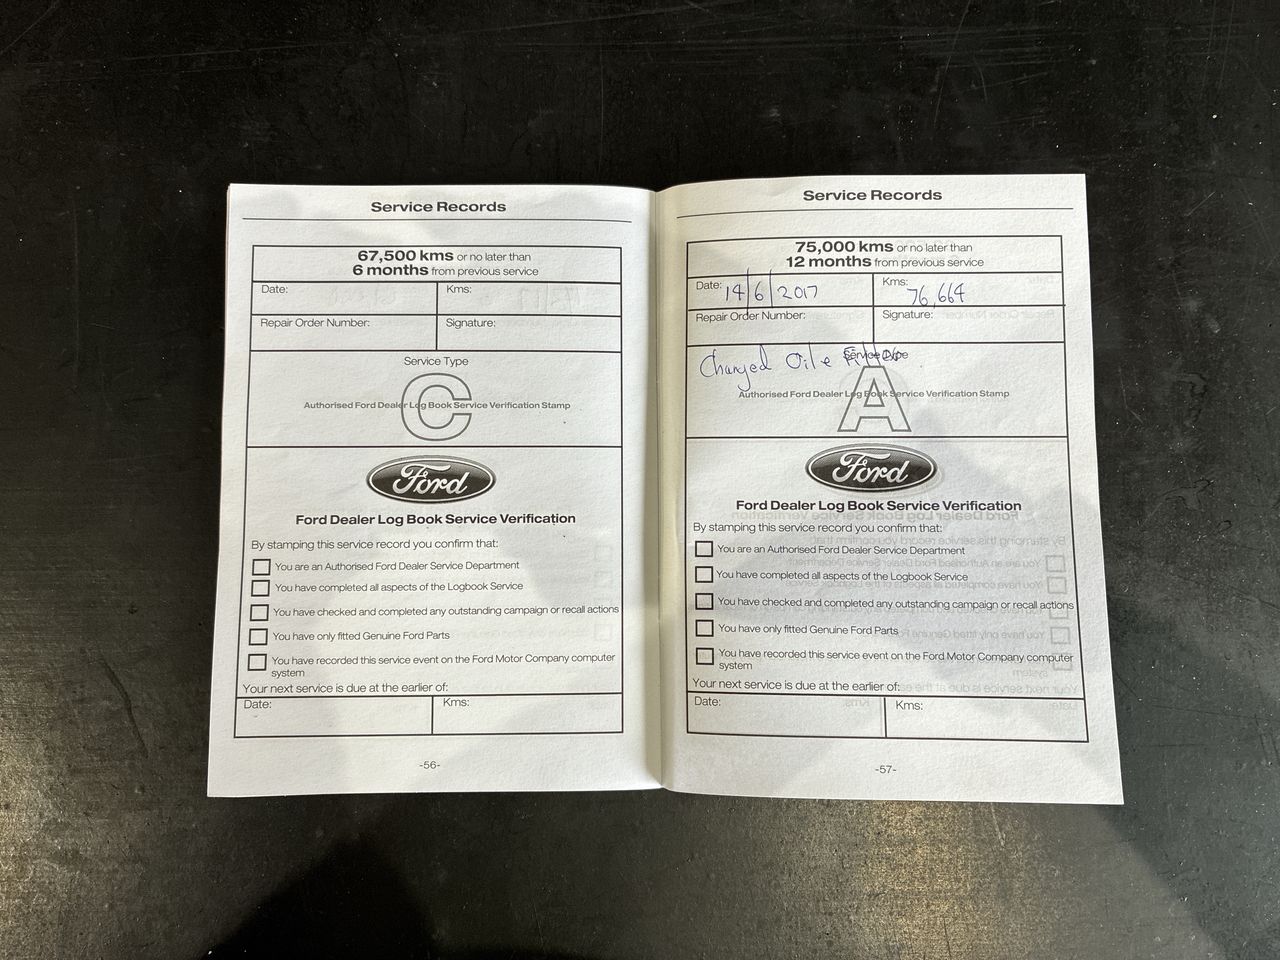 Service Records
67,500 kms or no later than
6 months from previous service
Date:
Kms:
Repair Order Number:
Signature:
Service Type
C
Authorised Ford Dealer Log Book Service Verification Stamp
Ford
Ford Dealer Log Book Service Verification
By stamping this service record you confirm that:
You are an Authorised Ford Dealer Service Department
You have completed all aspects of the Logbook Service
You have checked and completed any outstanding campaign or recall actions
You have only fitted Genuine Ford Parts
You have recorded this service event on the Ford Motor Company computer
system
Your next service is due at the earlier of:
Date:
Kms:
-56-
Service Records
75,000 kms or no later than
12 months from previous service
Date: 14/6/2017
Kms: 76,664
Repair Order Number:
Signature:
Service Type
Changed Oil &
A
Authorised Ford Dealer Log Book Service Verification Stamp
Ford
Ford Dealer Log Book Service Verification
By stamping this service record you confirm that:
You are an Authorised Ford Dealer Service Department
You have completed all aspects of the Logbook Service
You have checked and completed any outstanding campaign or recall actions
You have only fitted Genuine Ford Parts
You have recorded this service event on the Ford Motor Company computer
system
Your next service is due at the earlier of:
Date:
Kms:
-57-